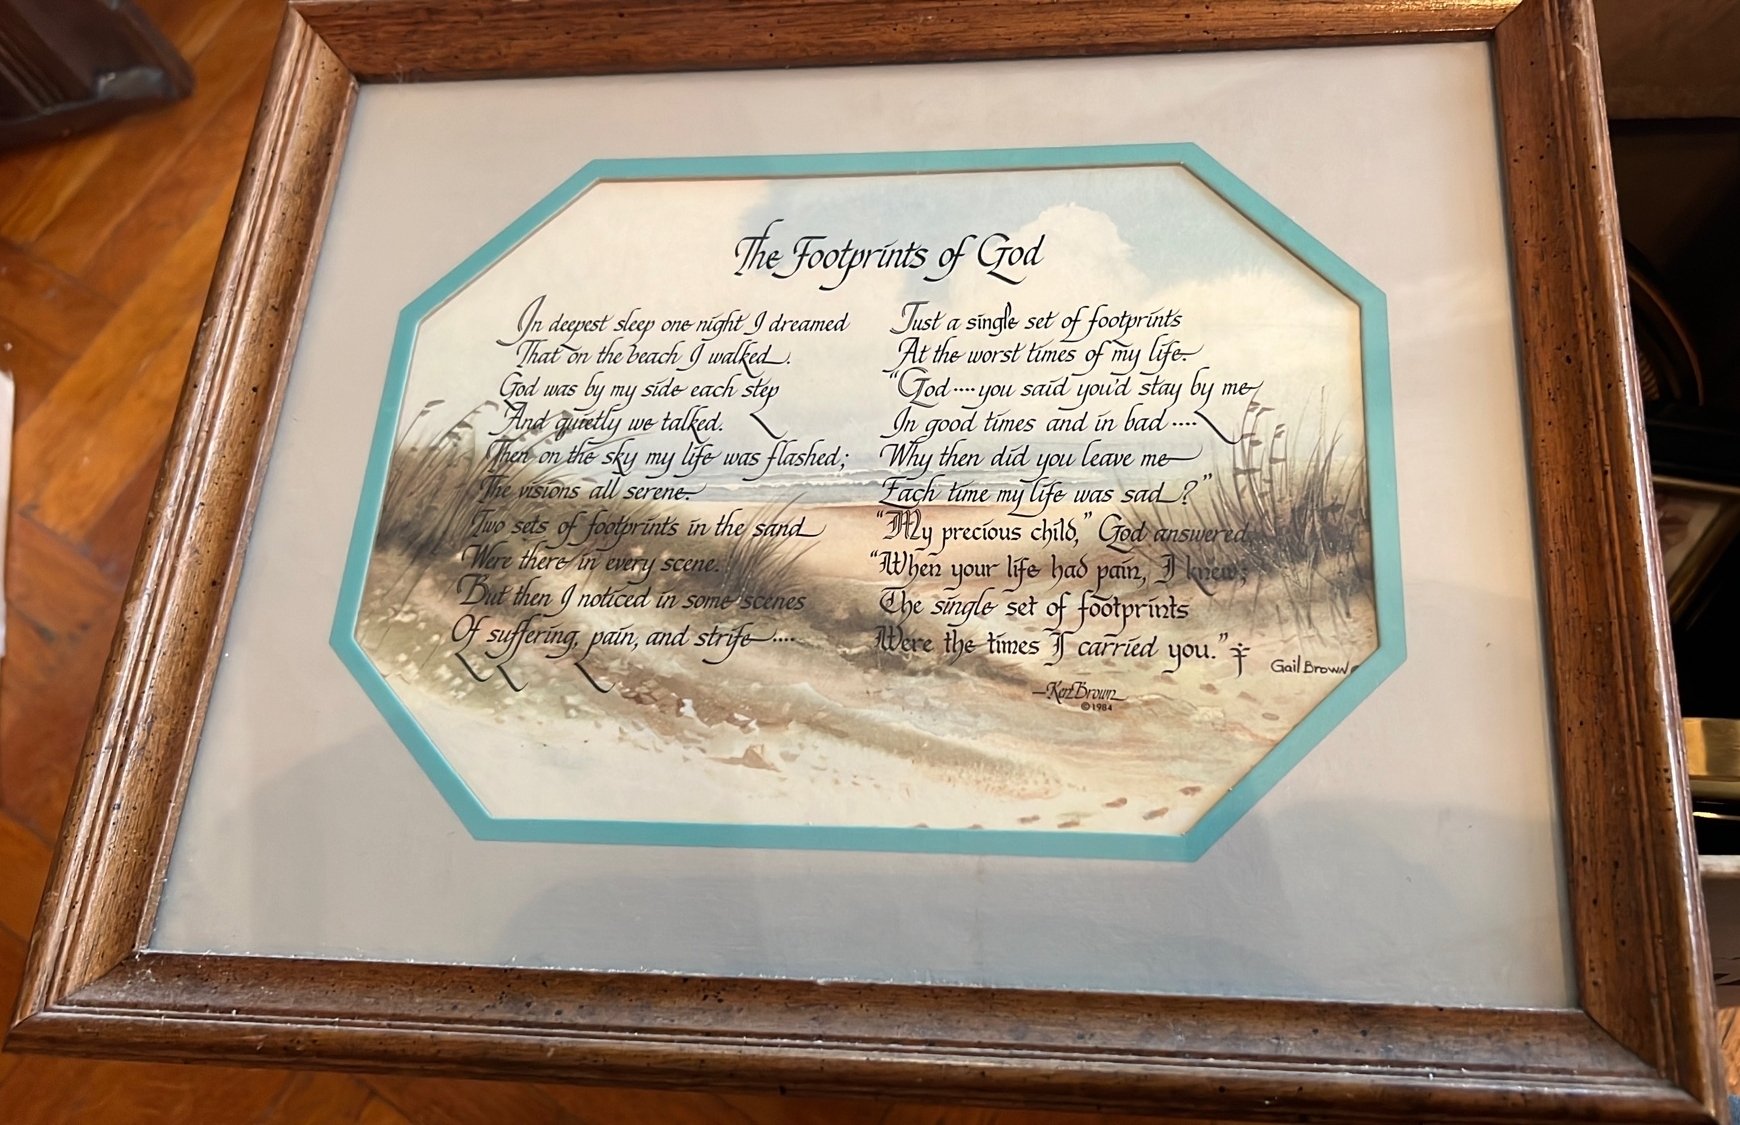 The Footprints of God
In deepest sleep one night I dreamed
That on the beach I walked.
God was by my side each step
And quietly we talked.
Then on the sky my life was flashed;
The visions all serene.
Two sets of footprints in the sand
Were there in every scene.
But then I noticed in some scenes
Of suffering, pain, and strife....
Just a single set of footprints
At the worst times of my life.
“God....you said you'd stay by me
In good times and in bad....
Why then did you leave me
Each time my life was sad?”
“My precious child,” God answered,
“When your life had pain, I knew;
The single set of footprints
Were the times I carried you.”
Gail Brown
—Ken Brown
©1984